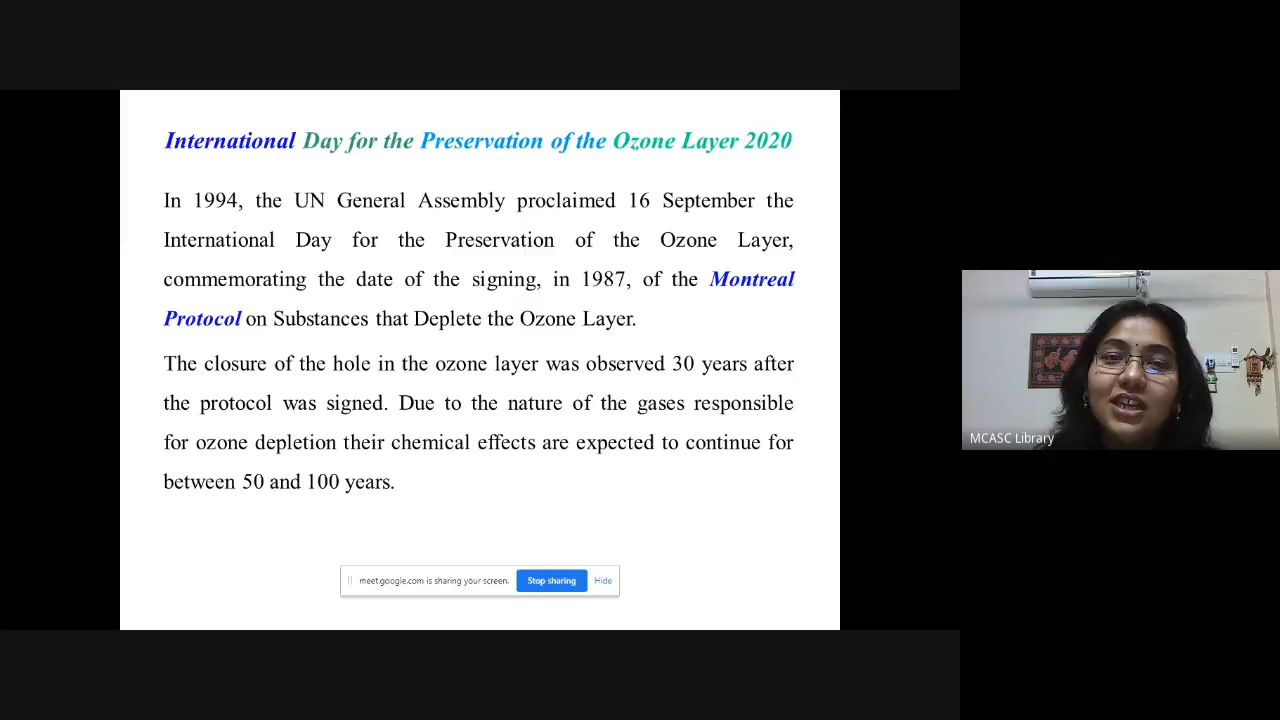 International Day for the Preservation of the Ozone Layer 2020
In 1994, the UN General Assembly proclaimed 16 September the
International Day for the Preservation of the Ozone Layer,
commemorating the date of the signing, in 1987, of the Montreal
Protocol on Substances that Deplete the Ozone Layer.
The closure of the hole in the ozone layer was observed 30 years after
the protocol was signed. Due to the nature of the gases responsible
for ozone depletion their chemical effects are expected to continue for
between 50 and 100 years.
meet.google.com is sharing your screen.
Stop sharing
Hide
MCASC Library